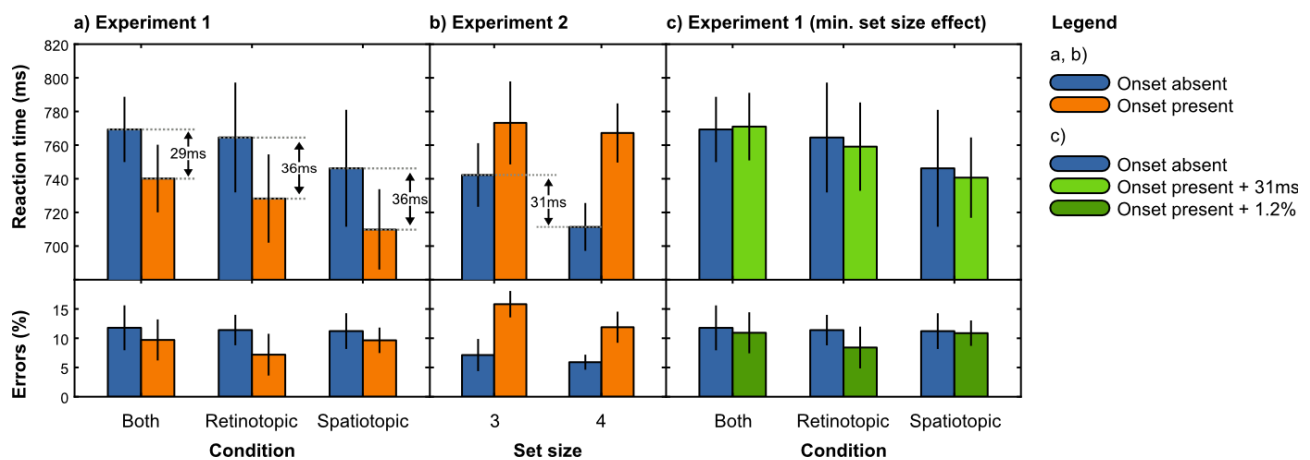 a) Experiment 1
b) Experiment 2
c) Experiment 1 (min. set size effect)
Legend
820
800
780
760
740
720
700
Reaction time (ms)
29ms
36ms
36ms
31ms
a, b)
Onset absent
Onset present
c)
Onset absent
Onset present + 31ms
Onset present + 1.2%
15
10
5
0
Errors (%)
Both
Retinotopic
Spatiotopic
3
4
Both
Retinotopic
Spatiotopic
Condition
Set size
Condition